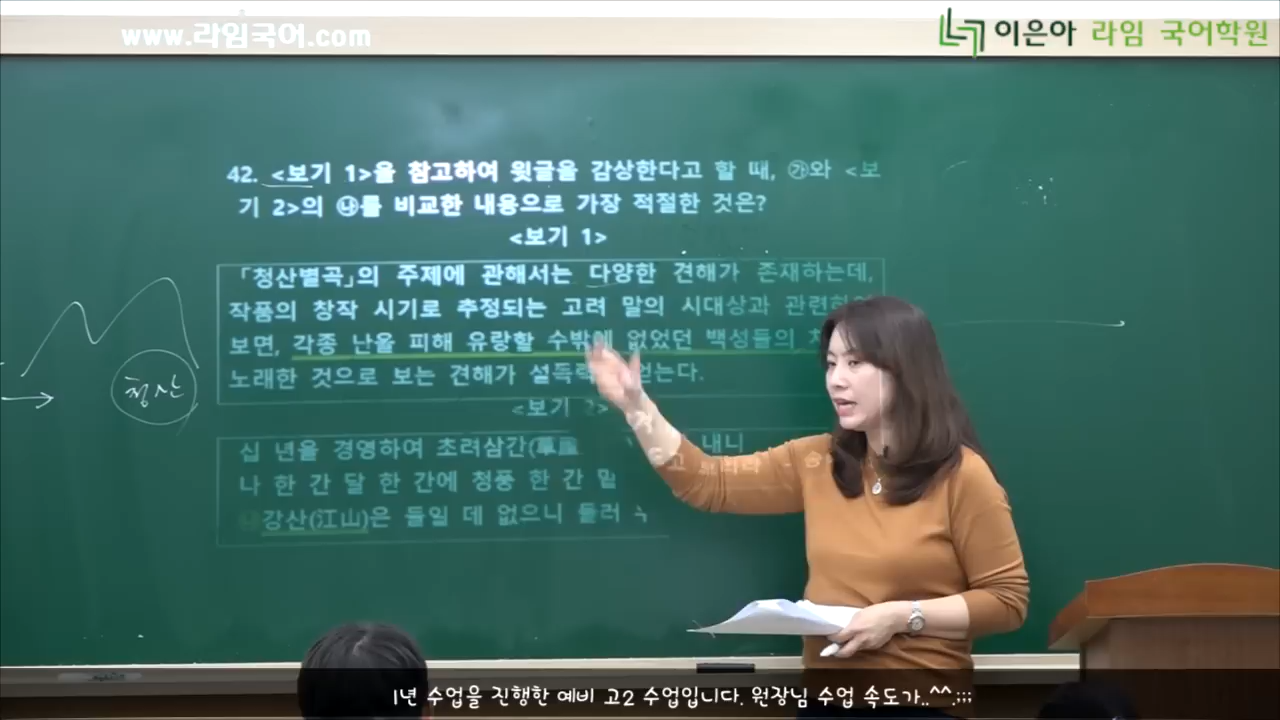 www.라임국어.com
이은아 라임 국어학원
42. <보기 1>을 참고하여 윗글을 감상한다고 할 때, ㉮와 <보
기 2>의 ㉯를 비교한 내용으로 가장 적절한 것은?
<보기 1>
「청산별곡」의 주제에 관해서는 다양한 견해가 존재하는데,
작품의 창작 시기로 추정되는 고려 말의 시대상과 관련하여
보면, 각종 난을 피해 유랑할 수밖에 없었던 백성들의
노래한 것으로 보는 견해가 얻는다.
<보기 2>
십 년을 경영하여 초려삼간(草廬 내니
나 한 간 달 한 간에 청풍 한 간
강산(江山)은 들일 데 없으니 둘러
청산
1년 수업을 진행한 예비 고2 수업입니다. 원장님 수업 속도가..^^.;;;